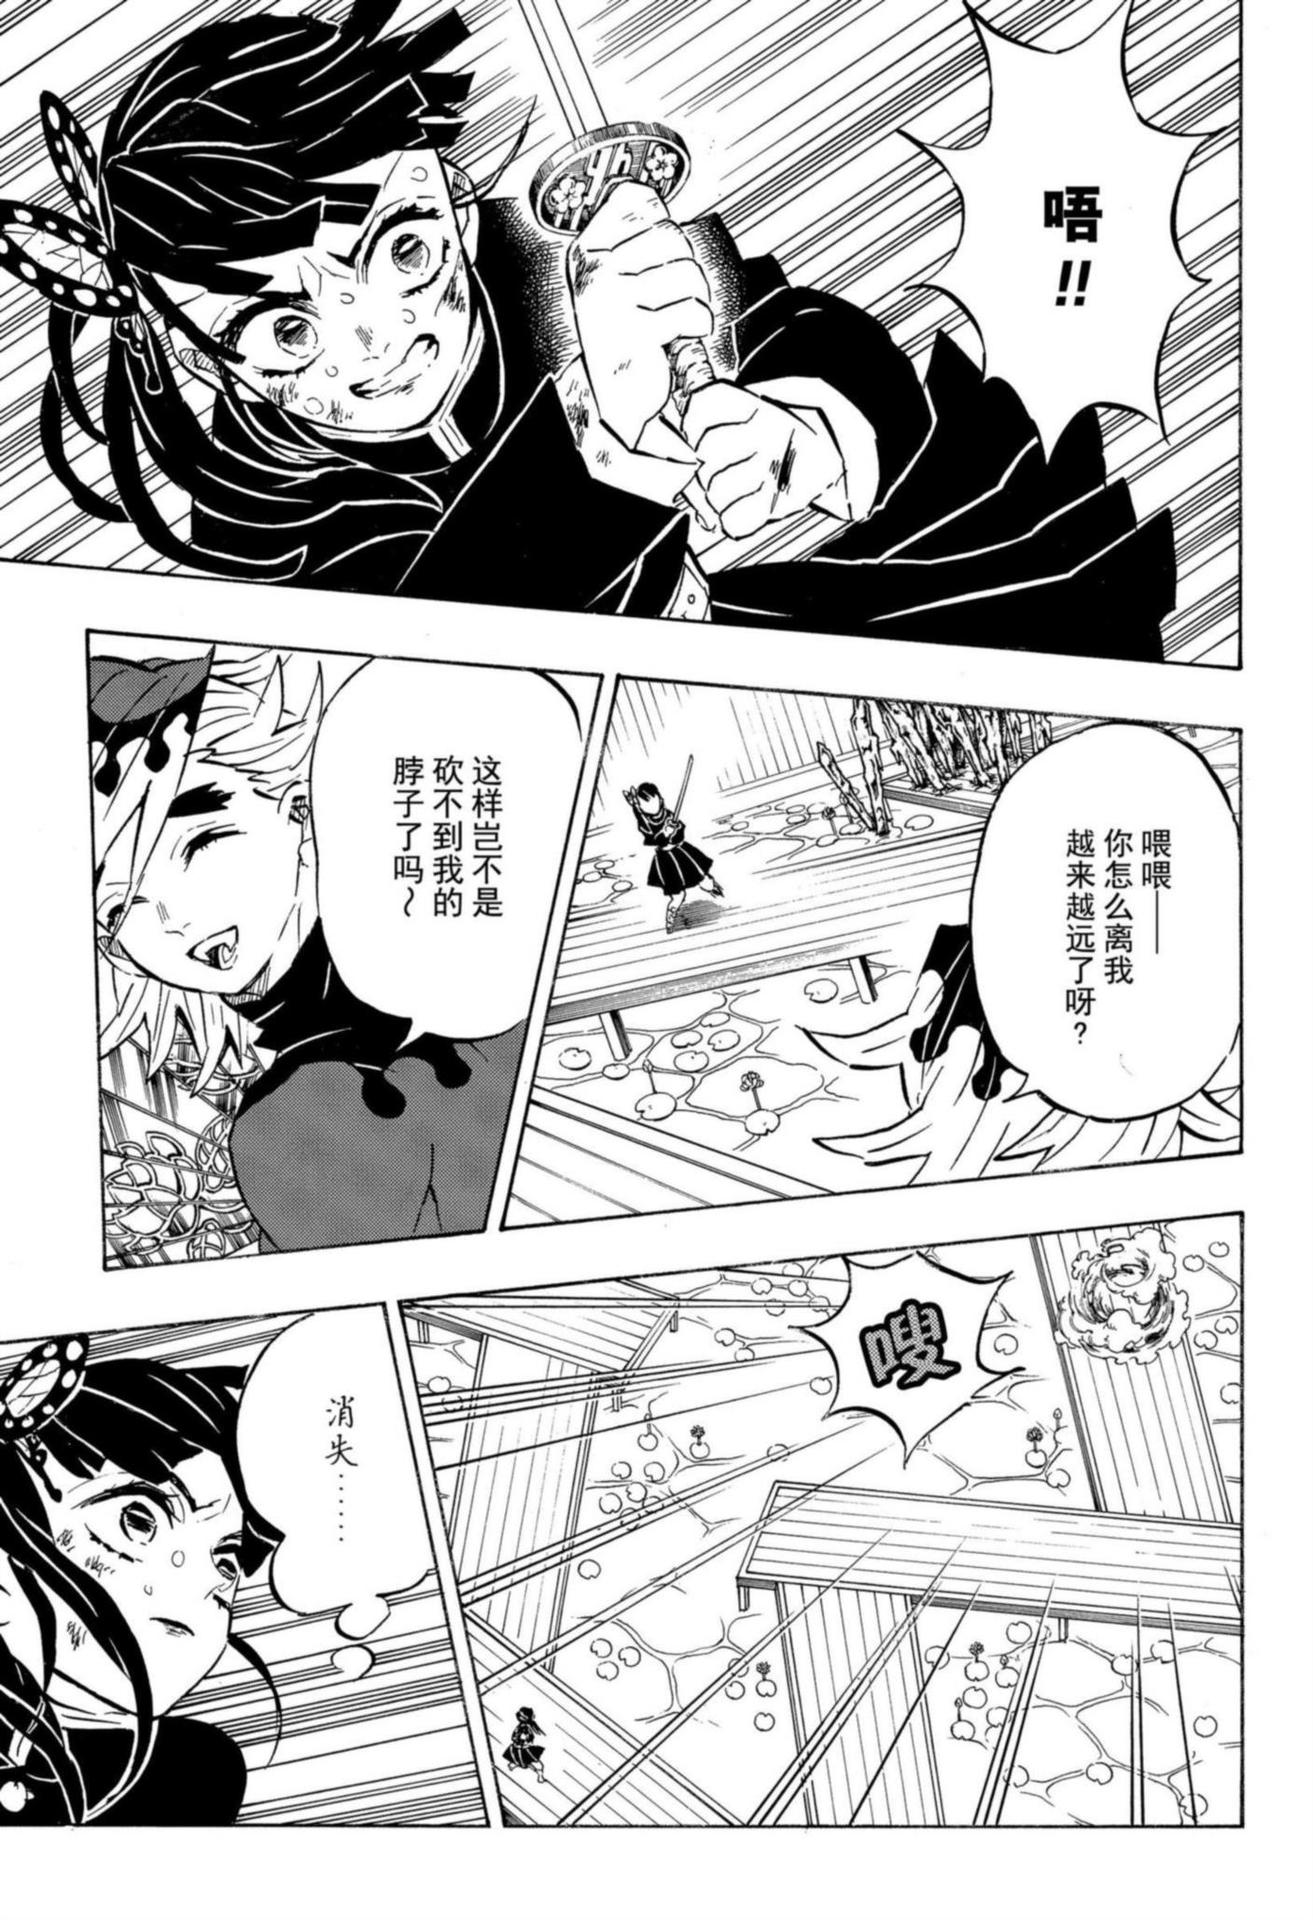 唔!!
喂喂——
你怎么离我
越来越远了呀?
这样岂不是
砍不到我的
脖子了吗~
嗖
消失……